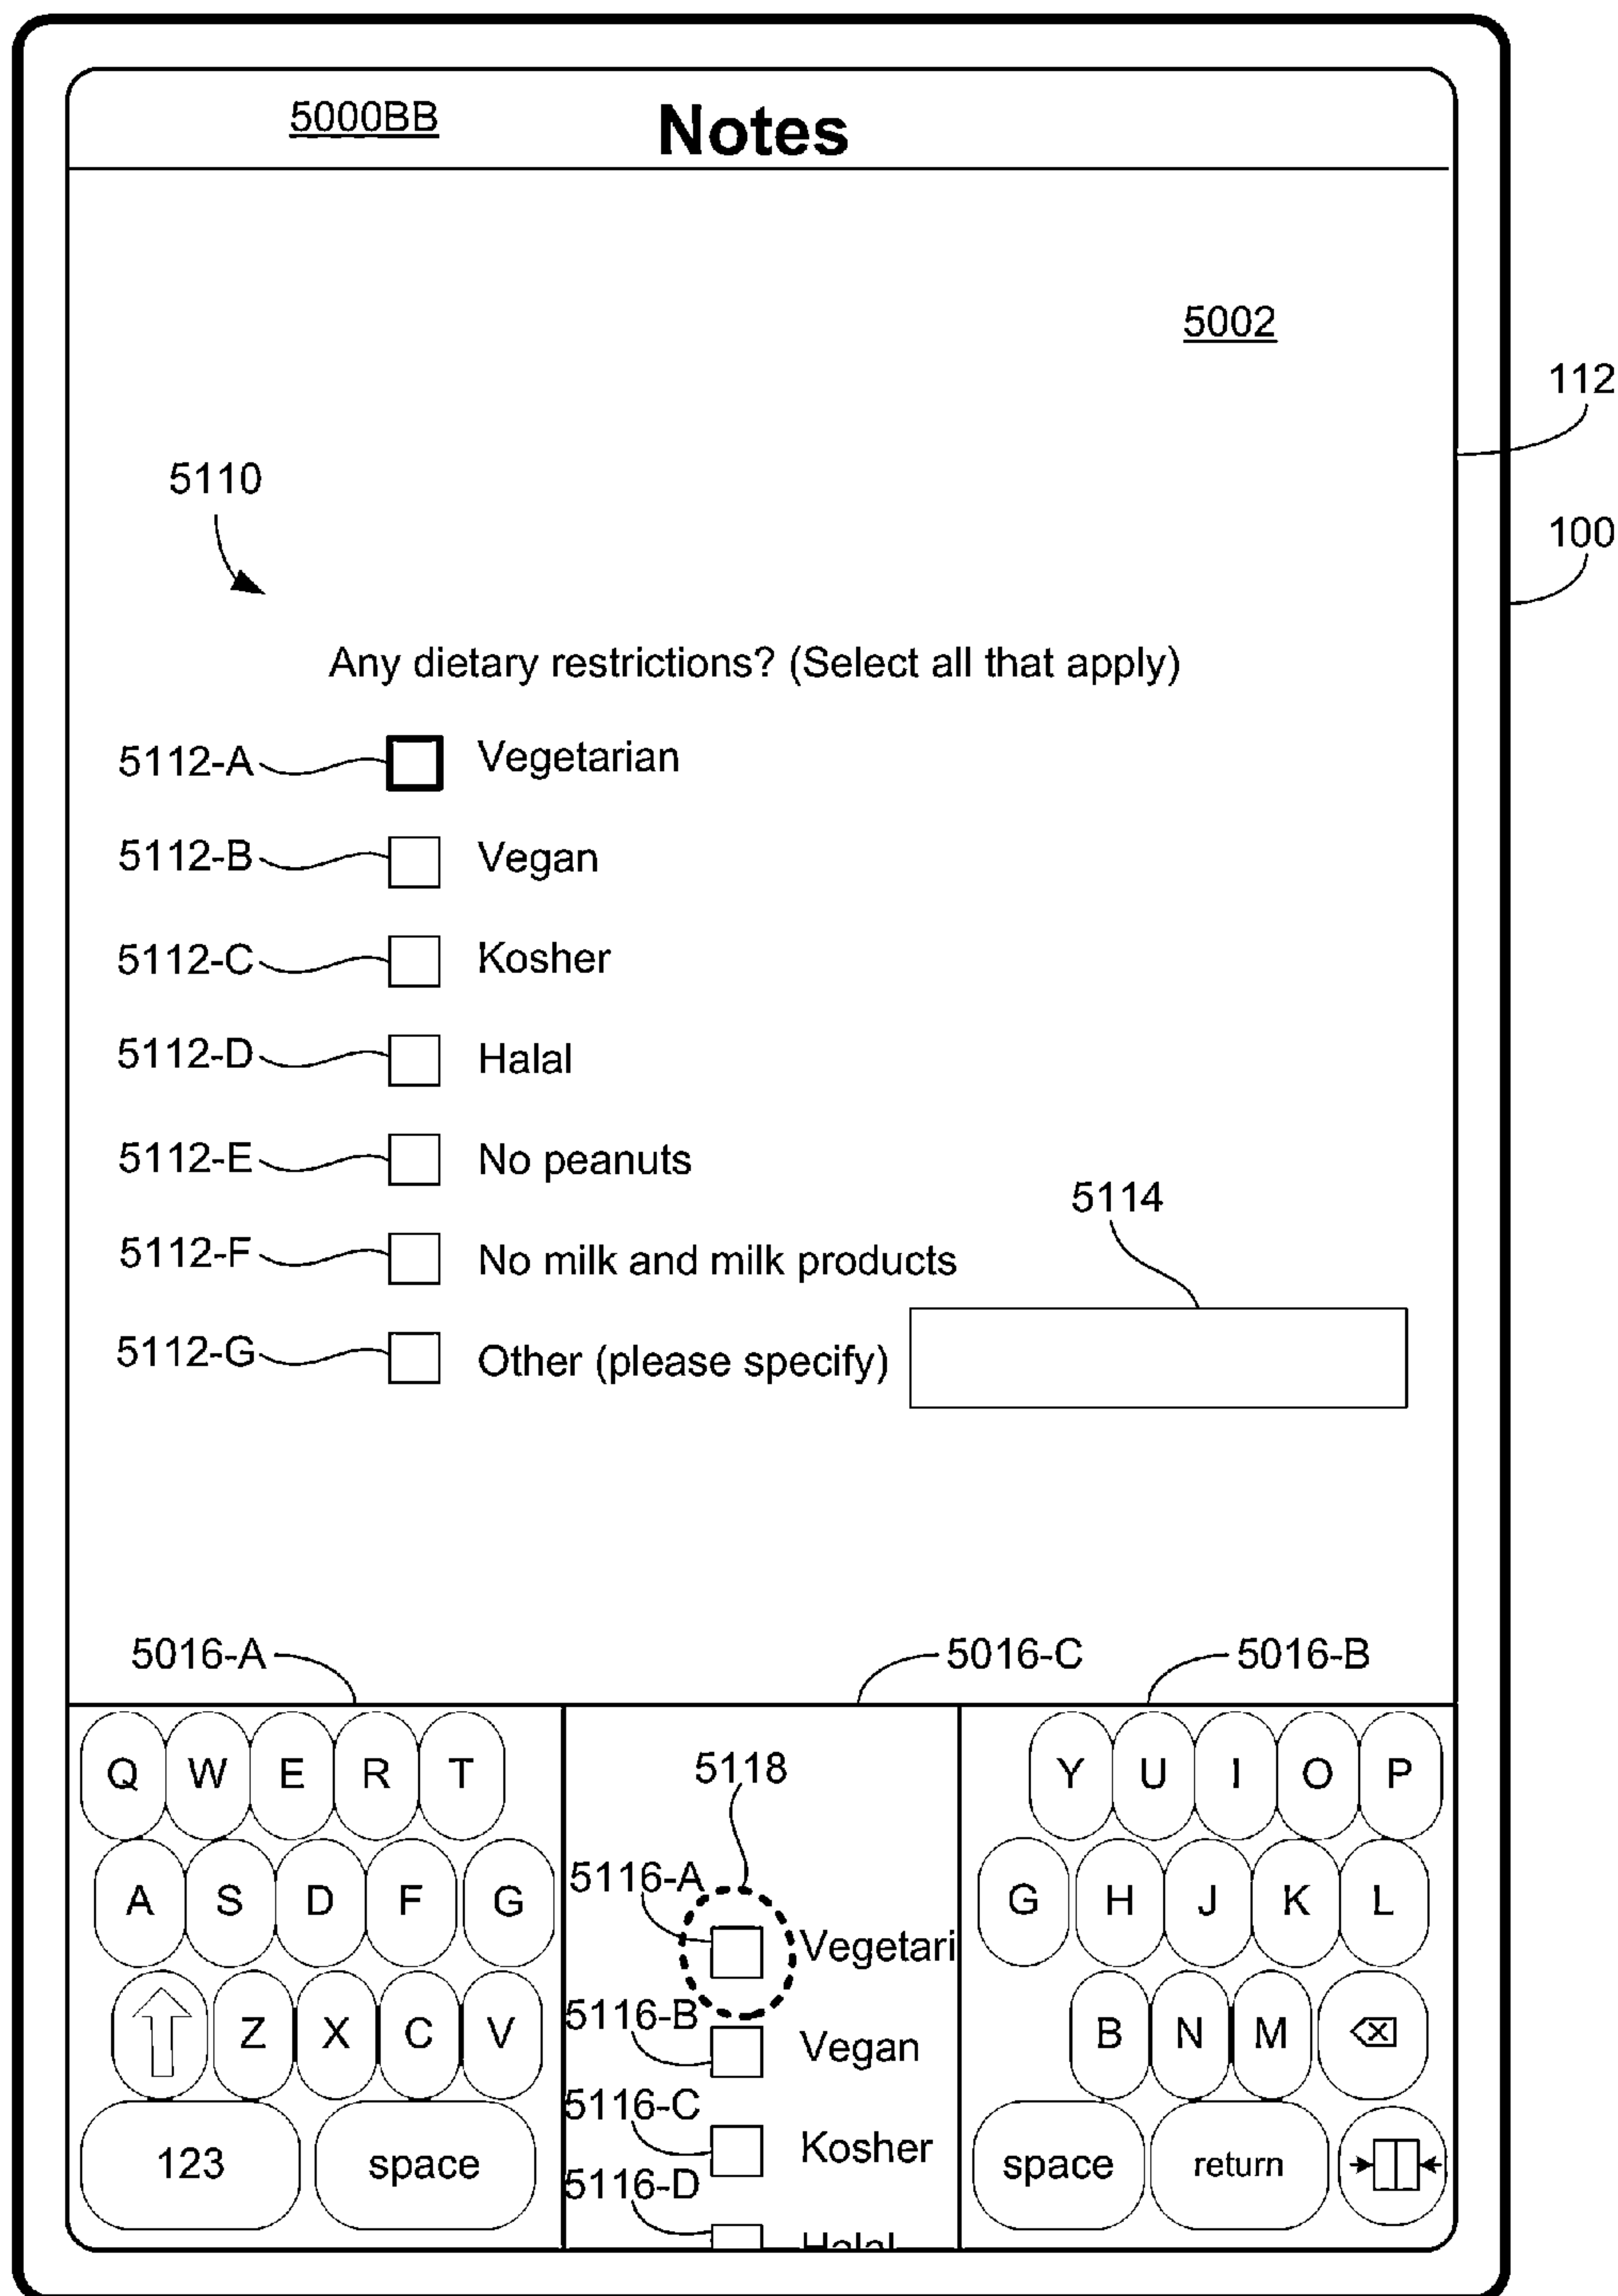 5000BB Notes
5002
112
5110
100
Any dietary restrictions? (Select all that apply)
5112-A Vegetarian
5112-B Vegan
5112-C Kosher
5112-D Halal
5112-E No peanuts
5114
5112-F No milk and milk products
5112-G Other (please specify)
5016-A 5016-C 5016-B
Q W E R T 5118 Y U I O P
5116-A
A S D F G Vegetari G H J K L
5116-B
Z X C V Vegan B N M
5116-C
123 space Kosher space return
5116-D
Halal